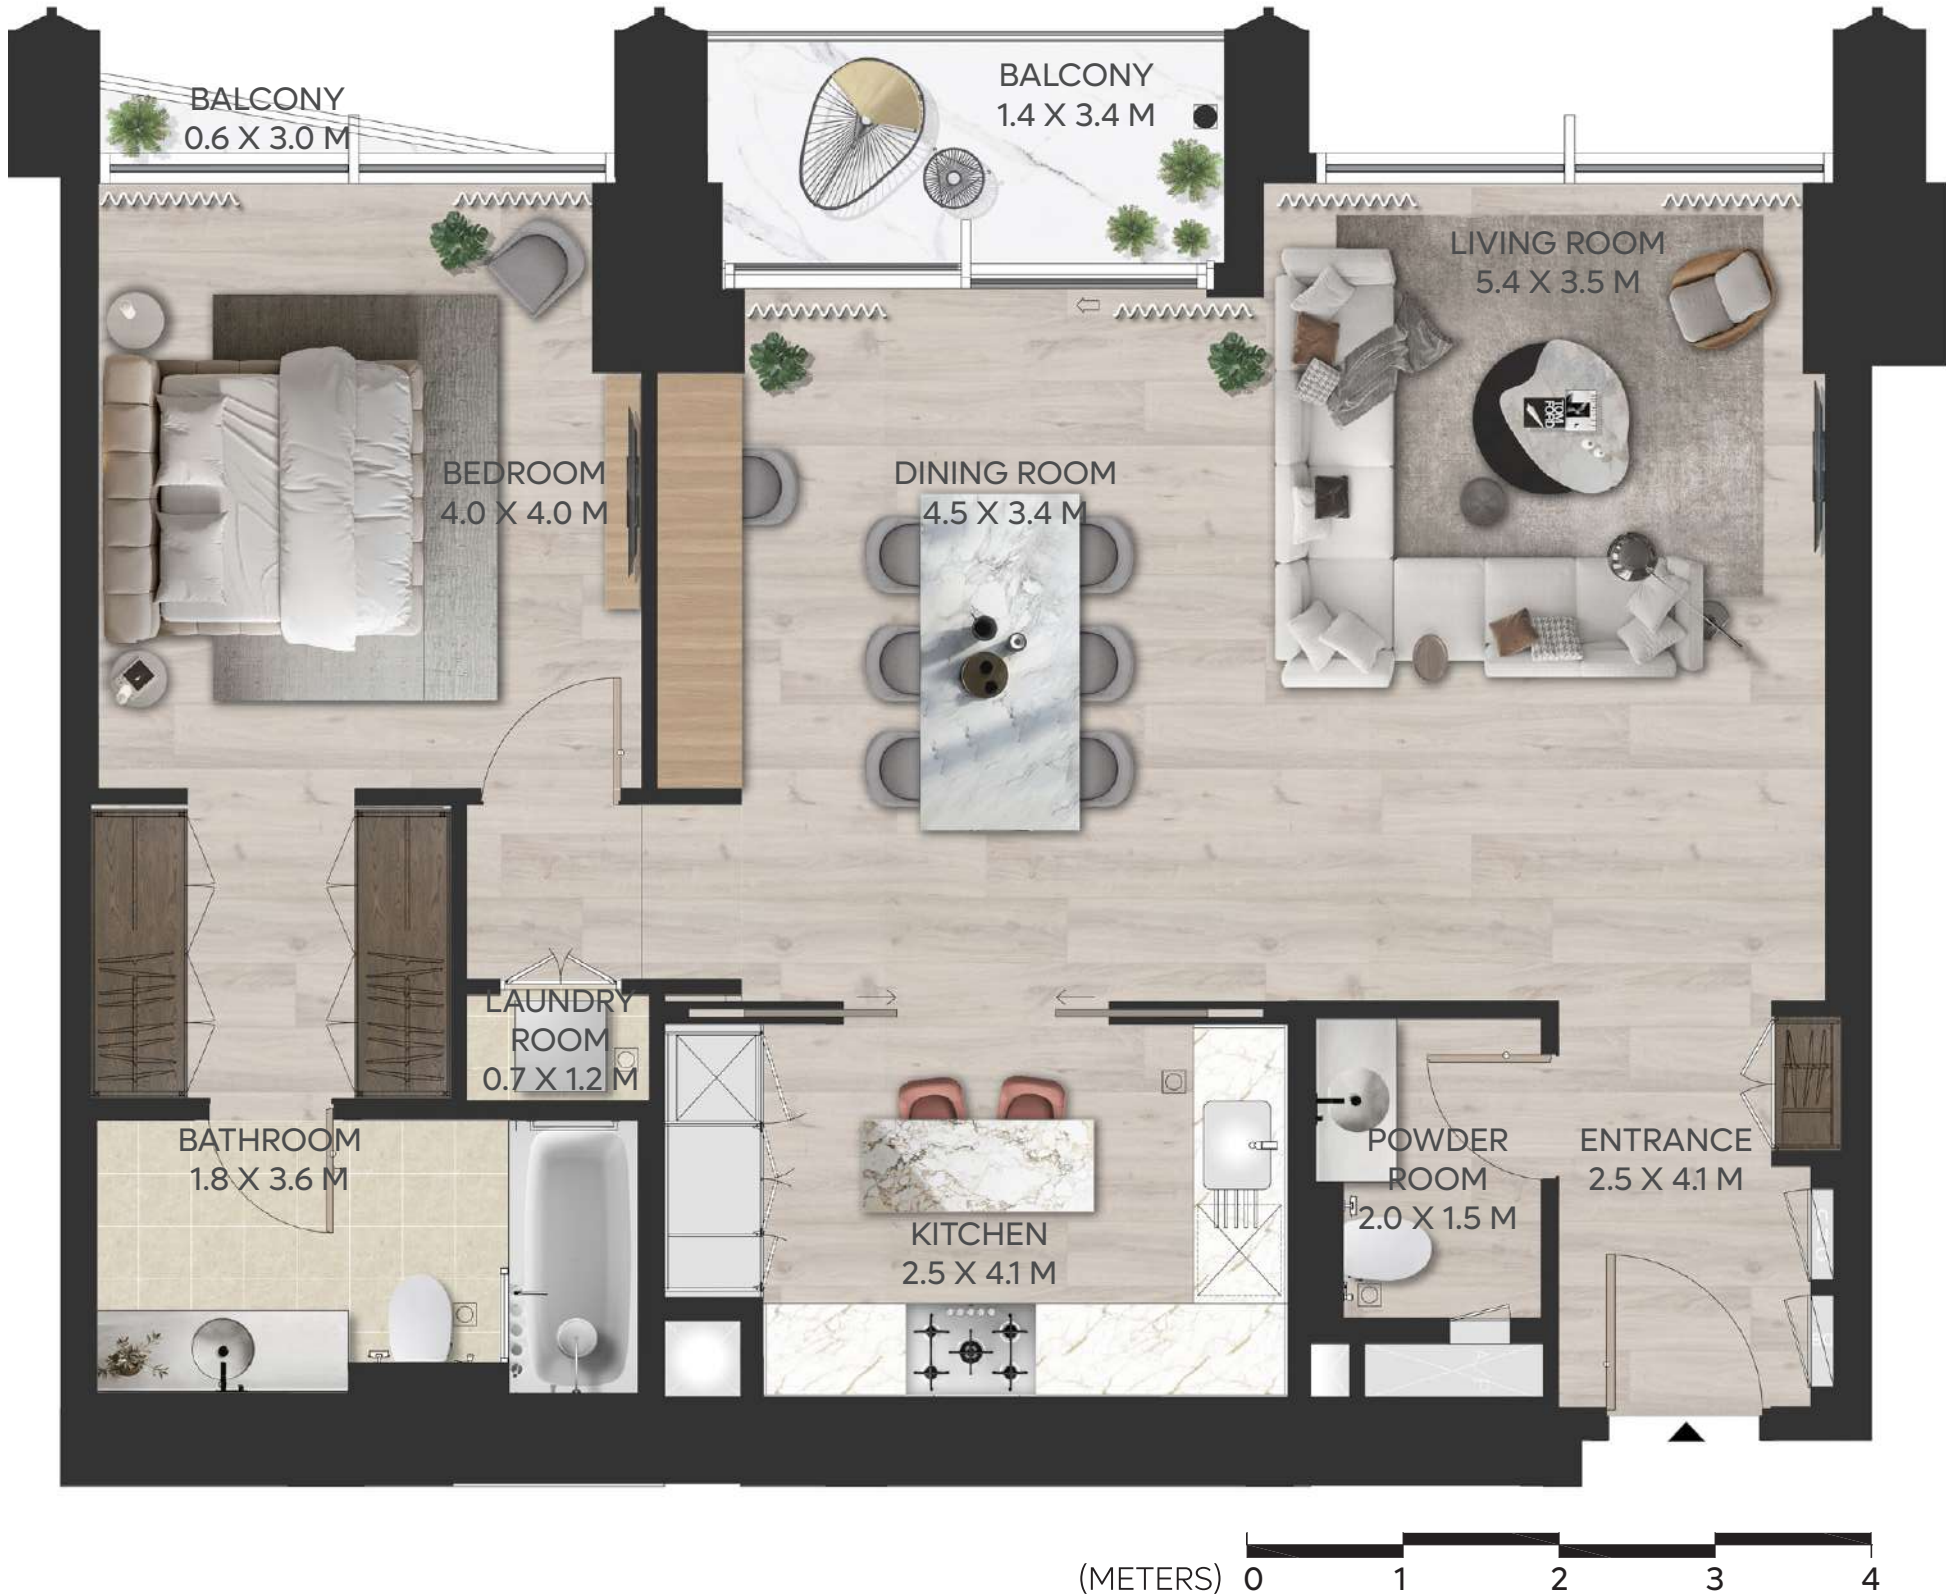 BALCONY
0.6 X 3.0 M
BALCONY
1.4 X 3.4 M
LIVING ROOM
5.4 X 3.5 M
BEDROOM
4.0 X 4.0 M
DINING ROOM
4.5 X 3.4 M
TOM
FORD
LAUNDRY
ROOM
0.7 X 1.2 M
BATHROOM
1.8 X 3.6 M
KITCHEN
2.5 X 4.1 M
POWDER
ROOM
2.0 X 1.5 M
ENTRANCE
2.5 X 4.1 M
(METERS) 0 1 2 3 4